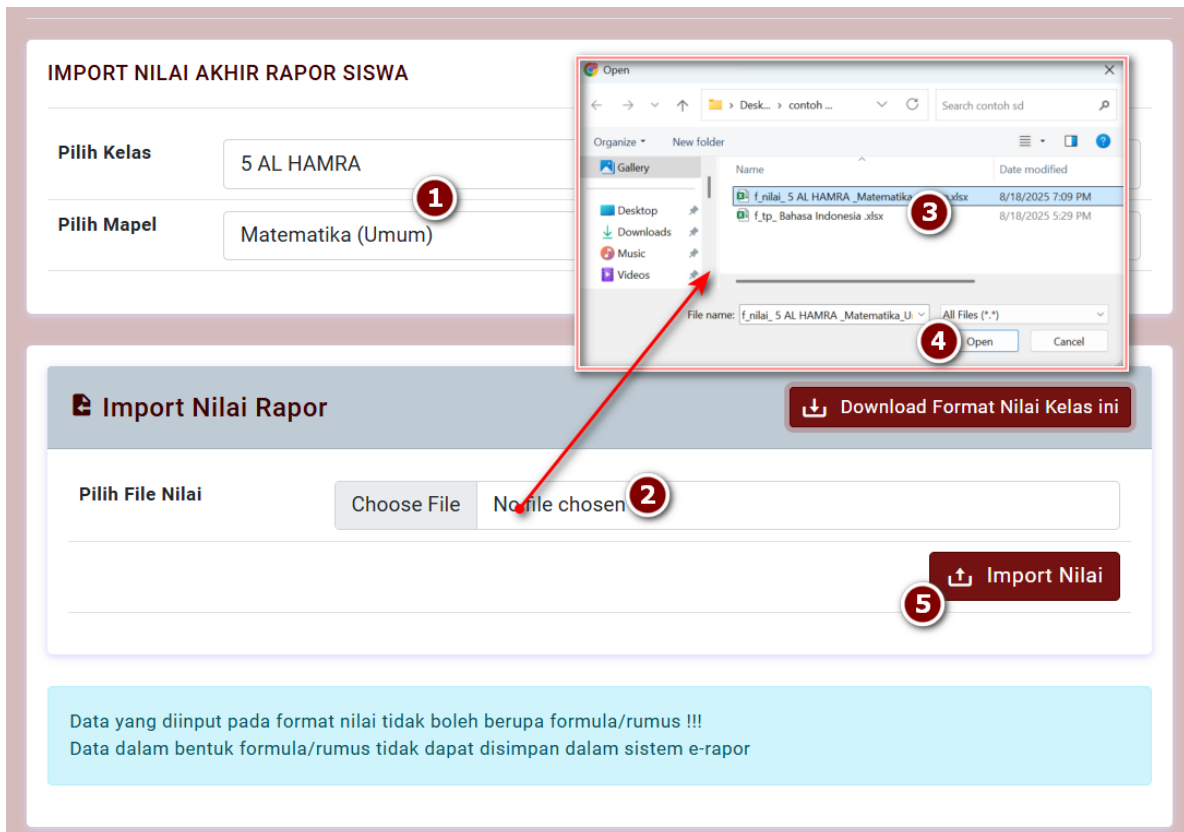 IMPORT NILAI AKHIR RAPOR SISWA
Pilih Kelas
5 AL HAMRA
1
Pilih Mapel
Matematika (Umum)
Open
Desk... > contoh ...
Search contoh sd
Organize
New folder
Gallery
Name
Date modified
Desktop
f_nilai_ 5 AL HAMRA _Matematika .xlsx
8/18/2025 7:09 PM
3
Downloads
f_tp_ Bahasa Indonesia .xlsx
8/18/2025 5:29 PM
Music
Videos
File name:
f_nilai_ 5 AL HAMRA _Matematika_U
All Files (*.*)
4
Open
Cancel
Import Nilai Rapor
Download Format Nilai Kelas ini
Pilih File Nilai
Choose File
No file chosen
2
Import Nilai
5
Data yang diinput pada format nilai tidak boleh berupa formula/rumus !!!
Data dalam bentuk formula/rumus tidak dapat disimpan dalam sistem e-rapor